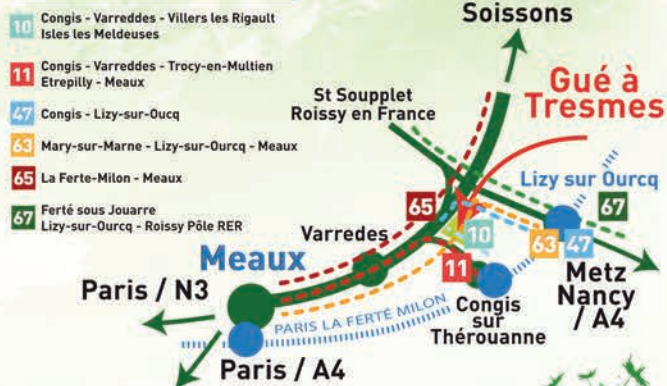 10 Congis - Varreddes - Villers les Rigault
Isles les Meldeuses
11 Congis - Varreddes - Trocy-en-Multien
Etrepilly - Meaux
47 Congis - Lizy-sur-Oucq
63 Mary-sur-Marne - Lizy-sur-Ourcq - Meaux
65 La Ferte-Milon - Meaux
67 Ferté sous Jouarre
Lizy-sur-Ourcq - Roissy Pôle RER
Soissons
Gué à
Tresmes
St Soupplet
Roissy en France
Lizy sur Ourcq
65
67
10
63
47
Varredes
11
Meaux
Metz
Nancy
/ A4
Paris / N3
Congis
sur
Thérouanne
PARIS LA FERTÉ MILON
Paris / A4